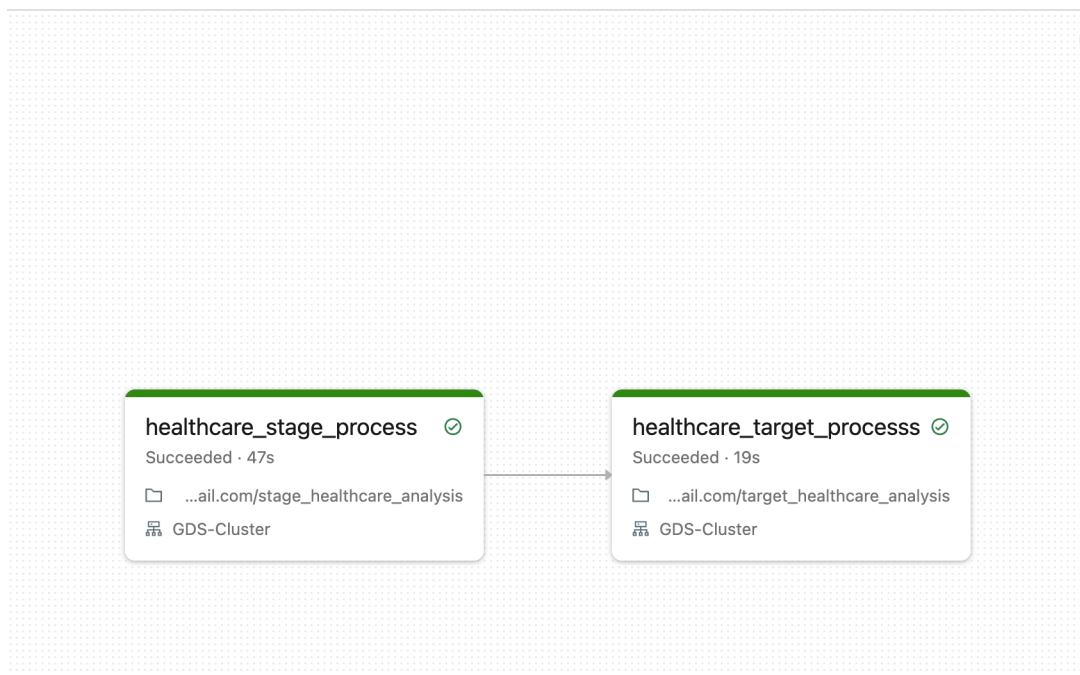 healthcare_stage_process
Succeeded · 47s
...ail.com/stage_healthcare_analysis
GDS-Cluster
healthcare_target_processs
Succeeded · 19s
...ail.com/target_healthcare_analysis
GDS-Cluster